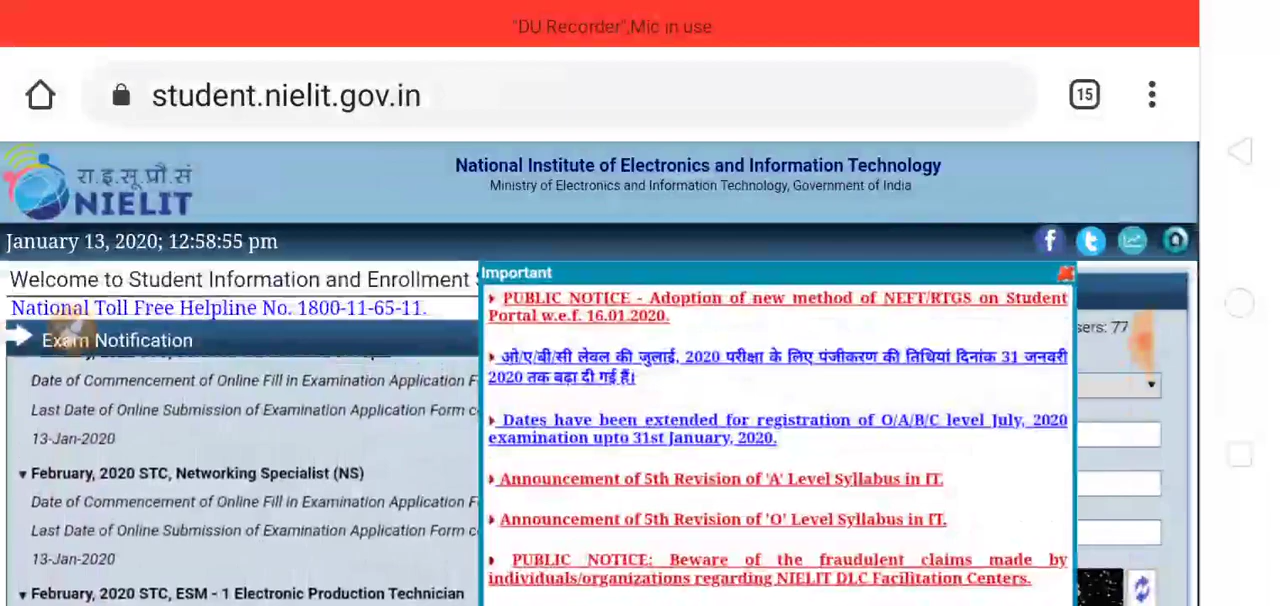 "DU Recorder",Mic in use
student.nielit.gov.in
15
रा.इ.सू.प्रौ.सं
NIELIT
National Institute of Electronics and Information Technology
Ministry of Electronics and Information Technology, Government of India
January 13, 2020; 12:58:55 pm
Welcome to Student Information and Enrollment
National Toll Free Helpline No. 1800-11-65-11.
Exam Notification
Date of Commencement of Online Fill in Examination Application F
Last Date of Online Submission of Examination Application Form c
13-Jan-2020
February, 2020 STC, Networking Specialist (NS)
Date of Commencement of Online Fill in Examination Application F
Last Date of Online Submission of Examination Application Form c
13-Jan-2020
February, 2020 STC, ESM - 1 Electronic Production Technician
Important
PUBLIC NOTICE - Adoption of new method of NEFT/RTGS on Student
Portal w.e.f. 16.01.2020.
ओ/ए/बी/सी लेवल की जुलाई, 2020 परीक्षा के लिए पंजीकरण की तिथियां दिनांक 31 जनवरी
2020 तक बढ़ा दी गई हैं।
Dates have been extended for registration of O/A/B/C level July, 2020
examination upto 31st January, 2020.
Announcement of 5th Revision of 'A' Level Syllabus in IT.
Announcement of 5th Revision of 'O' Level Syllabus in IT.
PUBLIC NOTICE: Beware of the fraudulent claims made by
individuals/organizations regarding NIELIT DLC Facilitation Centers.
sers: 77